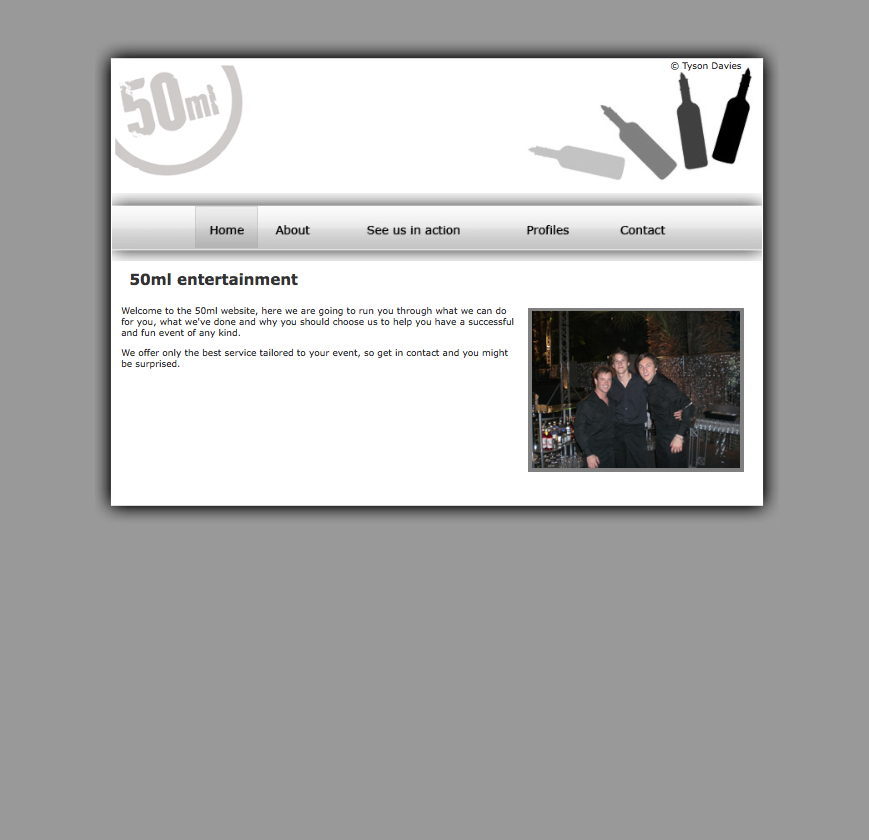 © Tyson Davies
50ml
Home About See us in action Profiles Contact
50ml entertainment
Welcome to the 50ml website, here we are going to run you through what we can do
for you, what we've done and why you should choose us to help you have a successful
and fun event of any kind.
We offer only the best service tailored to your event, so get in contact and you might
be surprised.